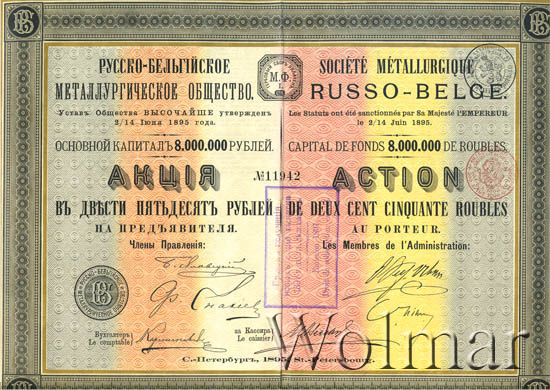 РУССКО-БЕЛЬГІЙСКОЕ
МЕТАЛЛУРГИЧЕСКОЕ ОБЩЕСТВО.
Уставъ Общества ВЫСОЧАЙШЕ утвержденъ
2/14 Іюня 1895 года.
ОСНОВНОЙ КАПИТАЛЪ 8.000.000 РУБЛЕЙ.
АКЦІЯ
ВЪ ДВѢСТИ ПЯТЬДЕСЯТЪ РУБЛЕЙ
НА ПРЕДЪЯВИТЕЛЯ.
Члены Правленія:
Бухгалтеръ
Le comptable
М.Ф.
№11942
SOCIÉTÉ MÉTALLURGIQUE
RUSSO-BELGE.
Les Statuts ont été sanctionnés par Sa Majesté l'EMPEREUR
le 2/14 Juin 1895.
CAPITAL DE FONDS 8.000.000 DE ROUBLES.
ACTION
DE DEUX CENT CINQUANTE ROUBLES
AU PORTEUR.
Les Membres de l'Administration:
за Кассира
Le caissier
С.-Петербургъ, 1895, St.-Pétersbourg.
Wolmar